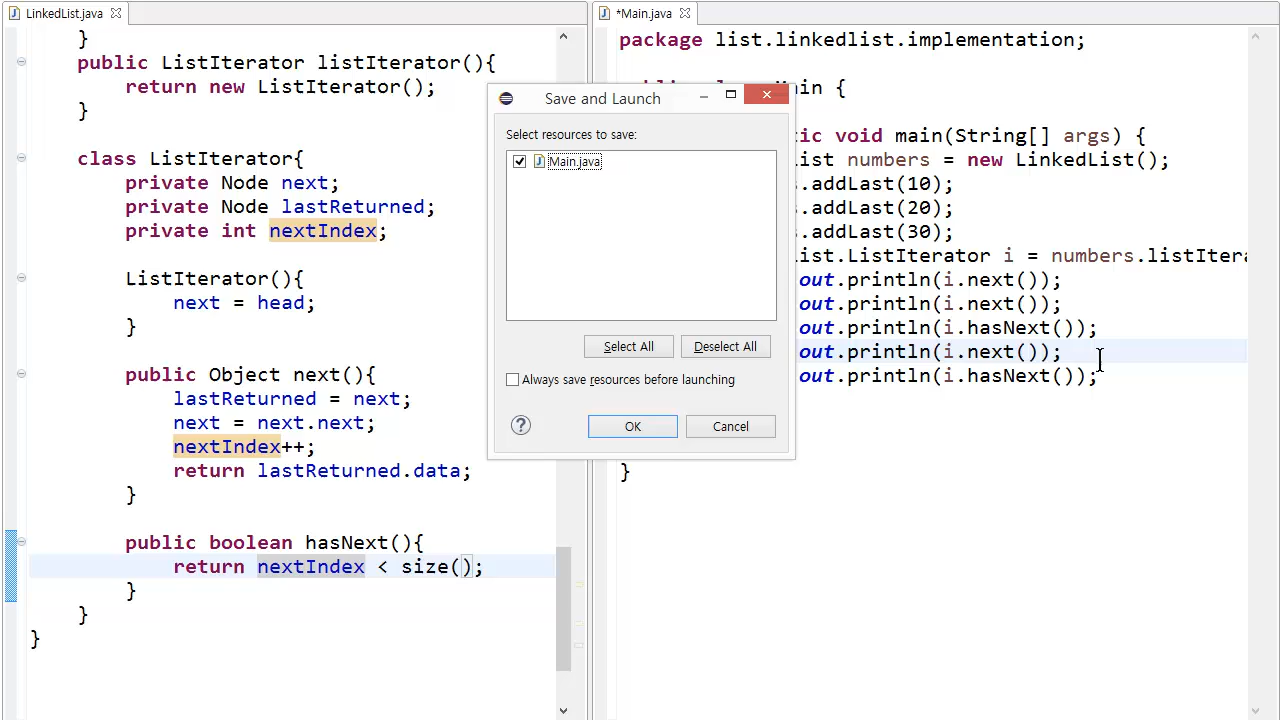 LinkedList.java
}
public ListIterator listIterator(){
return new ListIterator();
}
class ListIterator{
private Node next;
private Node lastReturned;
private int nextIndex;
ListIterator(){
next = head;
}
public Object next(){
lastReturned = next;
next = next.next;
nextIndex++;
return lastReturned.data;
}
public boolean hasNext(){
return nextIndex < size();
}
}
}
Save and Launch
Select resources to save:
Main.java
Select All
Deselect All
Always save resources before launching
?
OK
Cancel
*Main.java
package list.linkedlist.implementation;
Main {
ic void main(String[] args) {
ist numbers = new LinkedList();
s.addLast(10);
s.addLast(20);
s.addLast(30);
ist.ListIterator i = numbers.listItera
out.println(i.next());
out.println(i.next());
out.println(i.hasNext());
out.println(i.next());
out.println(i.hasNext());
}